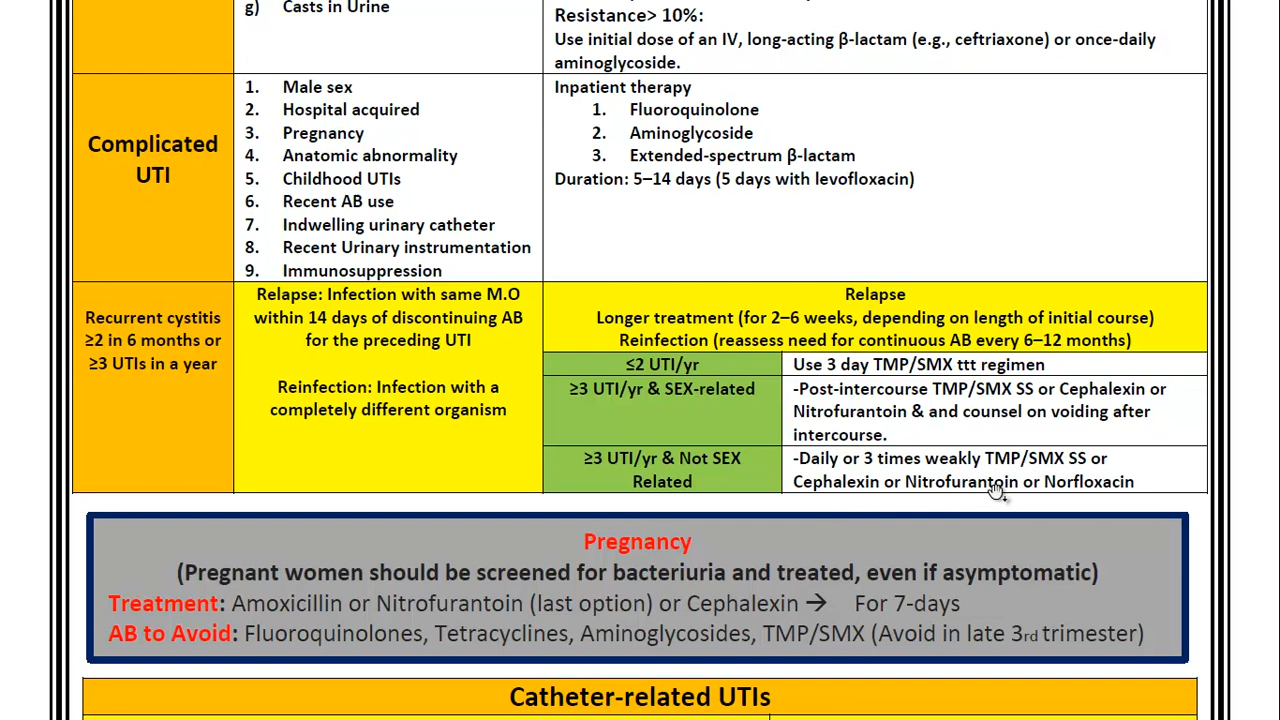 g) Casts in Urine
Resistance> 10%:
Use initial dose of an IV, long-acting β-lactam (e.g., ceftriaxone) or once-daily
aminoglycoside.
Complicated
UTI
1. Male sex
2. Hospital acquired
3. Pregnancy
4. Anatomic abnormality
5. Childhood UTIs
6. Recent AB use
7. Indwelling urinary catheter
8. Recent Urinary instrumentation
9. Immunosuppression
Inpatient therapy
1. Fluoroquinolone
2. Aminoglycoside
3. Extended-spectrum β-lactam
Duration: 5–14 days (5 days with levofloxacin)
Recurrent cystitis
≥2 in 6 months or
≥3 UTIs in a year
Relapse: Infection with same M.O
within 14 days of discontinuing AB
for the preceding UTI
Reinfection: Infection with a
completely different organism
Relapse
Longer treatment (for 2–6 weeks, depending on length of initial course)
Reinfection (reassess need for continuous AB every 6–12 months)
≤2 UTI/yr
Use 3 day TMP/SMX ttt regimen
≥3 UTI/yr & SEX-related
-Post-intercourse TMP/SMX SS or Cephalexin or
Nitrofurantoin & and counsel on voiding after
intercourse.
≥3 UTI/yr & Not SEX
Related
-Daily or 3 times weakly TMP/SMX SS or
Cephalexin or Nitrofurantoin or Norfloxacin
Pregnancy
(Pregnant women should be screened for bacteriuria and treated, even if asymptomatic)
Treatment: Amoxicillin or Nitrofurantoin (last option) or Cephalexin → For 7-days
AB to Avoid: Fluoroquinolones, Tetracyclines, Aminoglycosides, TMP/SMX (Avoid in late 3rd trimester)
Catheter-related UTIs